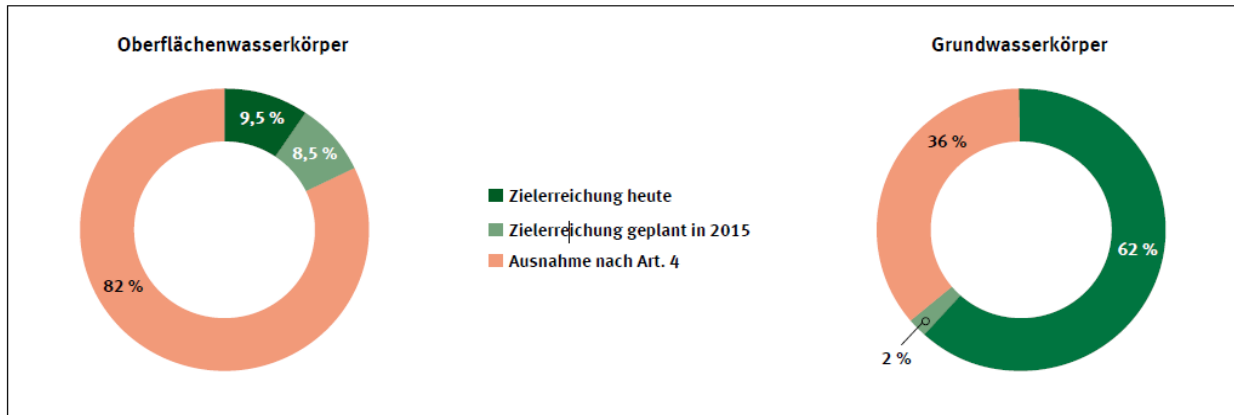 Oberflächenwasserkörper
9,5 %
8,5 %
82 %
Zielerreichung heute
Zielerreichung geplant in 2015
Ausnahme nach Art. 4
Grundwasserkörper
36 %
62 %
2 %